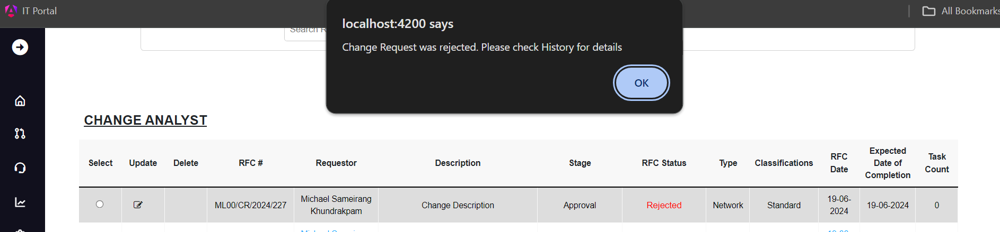 IT Portal
All Bookmarks
localhost:4200 says
Change Request was rejected. Please check History for details
OK
Search R
CHANGE ANALYST
Select Update Delete RFC # Requestor Description Stage RFC Status Type Classifications RFC Date Expected Date of Completion Task Count
ML00/CR/2024/227 Michael Sameirang Khundrakpam Change Description Approval Rejected Network Standard 19-06-2024 19-06-2024 0